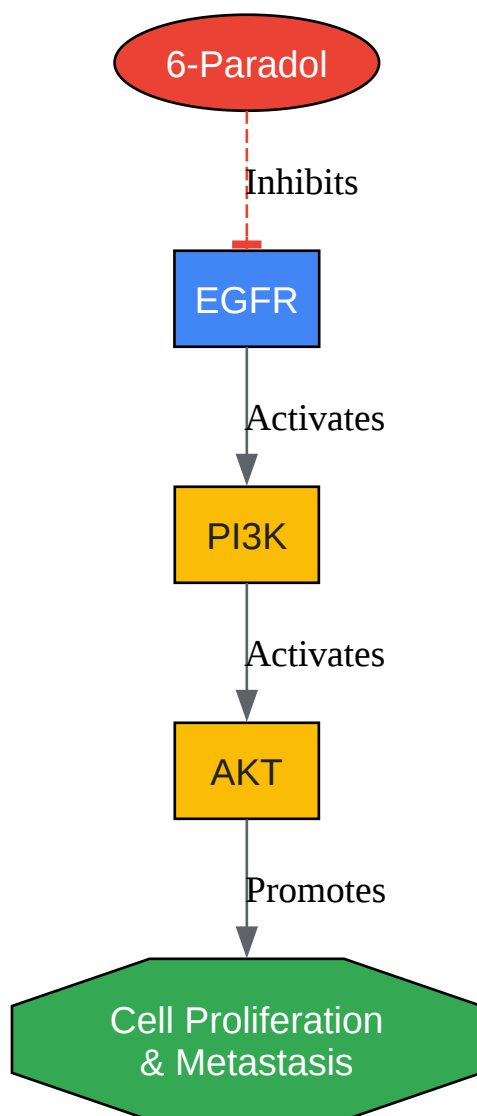 6-Paradol
Inhibits
EGFR
Activates
PI3K
Activates
AKT
Promotes
Cell Proliferation
& Metastasis